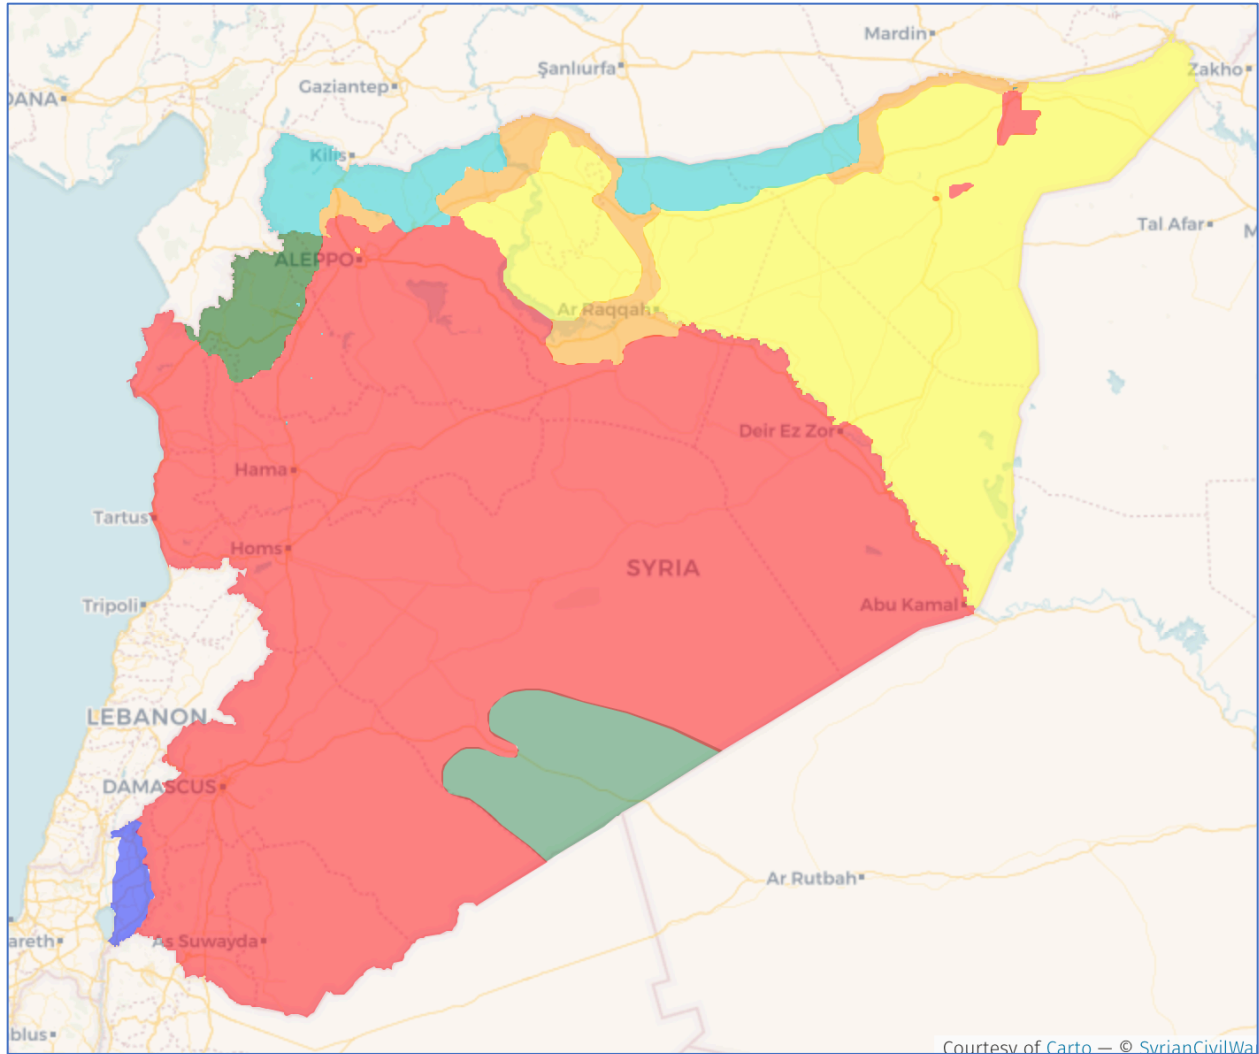 Mardin
Zakho
Şanlıurfa
Gaziantep
DANA
Kilis
Tal Afar
M
ALEPPO
Ar Raqqah
Deir Ez Zor
Hama
Tartus
Homs
SYRIA
Tripoli
Abu Kamal
LEBANON
DAMASCUS
Ar Rutbah
areth
As Suwayda
blus
Courtesy of Carto — © SyrianCivilWa